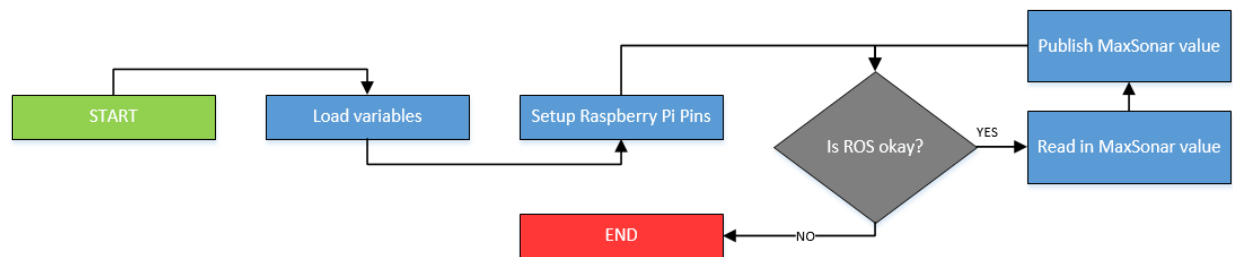 START
Load variables
Setup Raspberry Pi Pins
Is ROS okay?
YES
Read in MaxSonar value
Publish MaxSonar value
NO
END